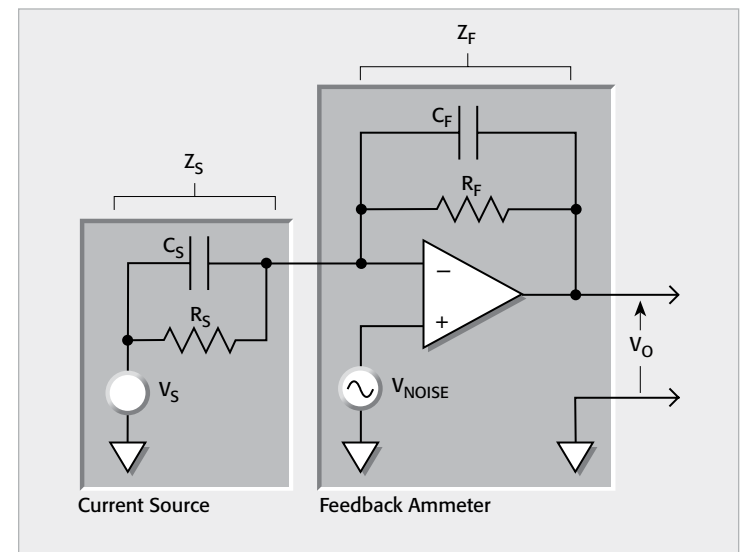 Z_F
C_F
Z_S
R_F
C_S
−
R_S
+
V_O
V_S
V_NOISE
Current Source
Feedback Ammeter